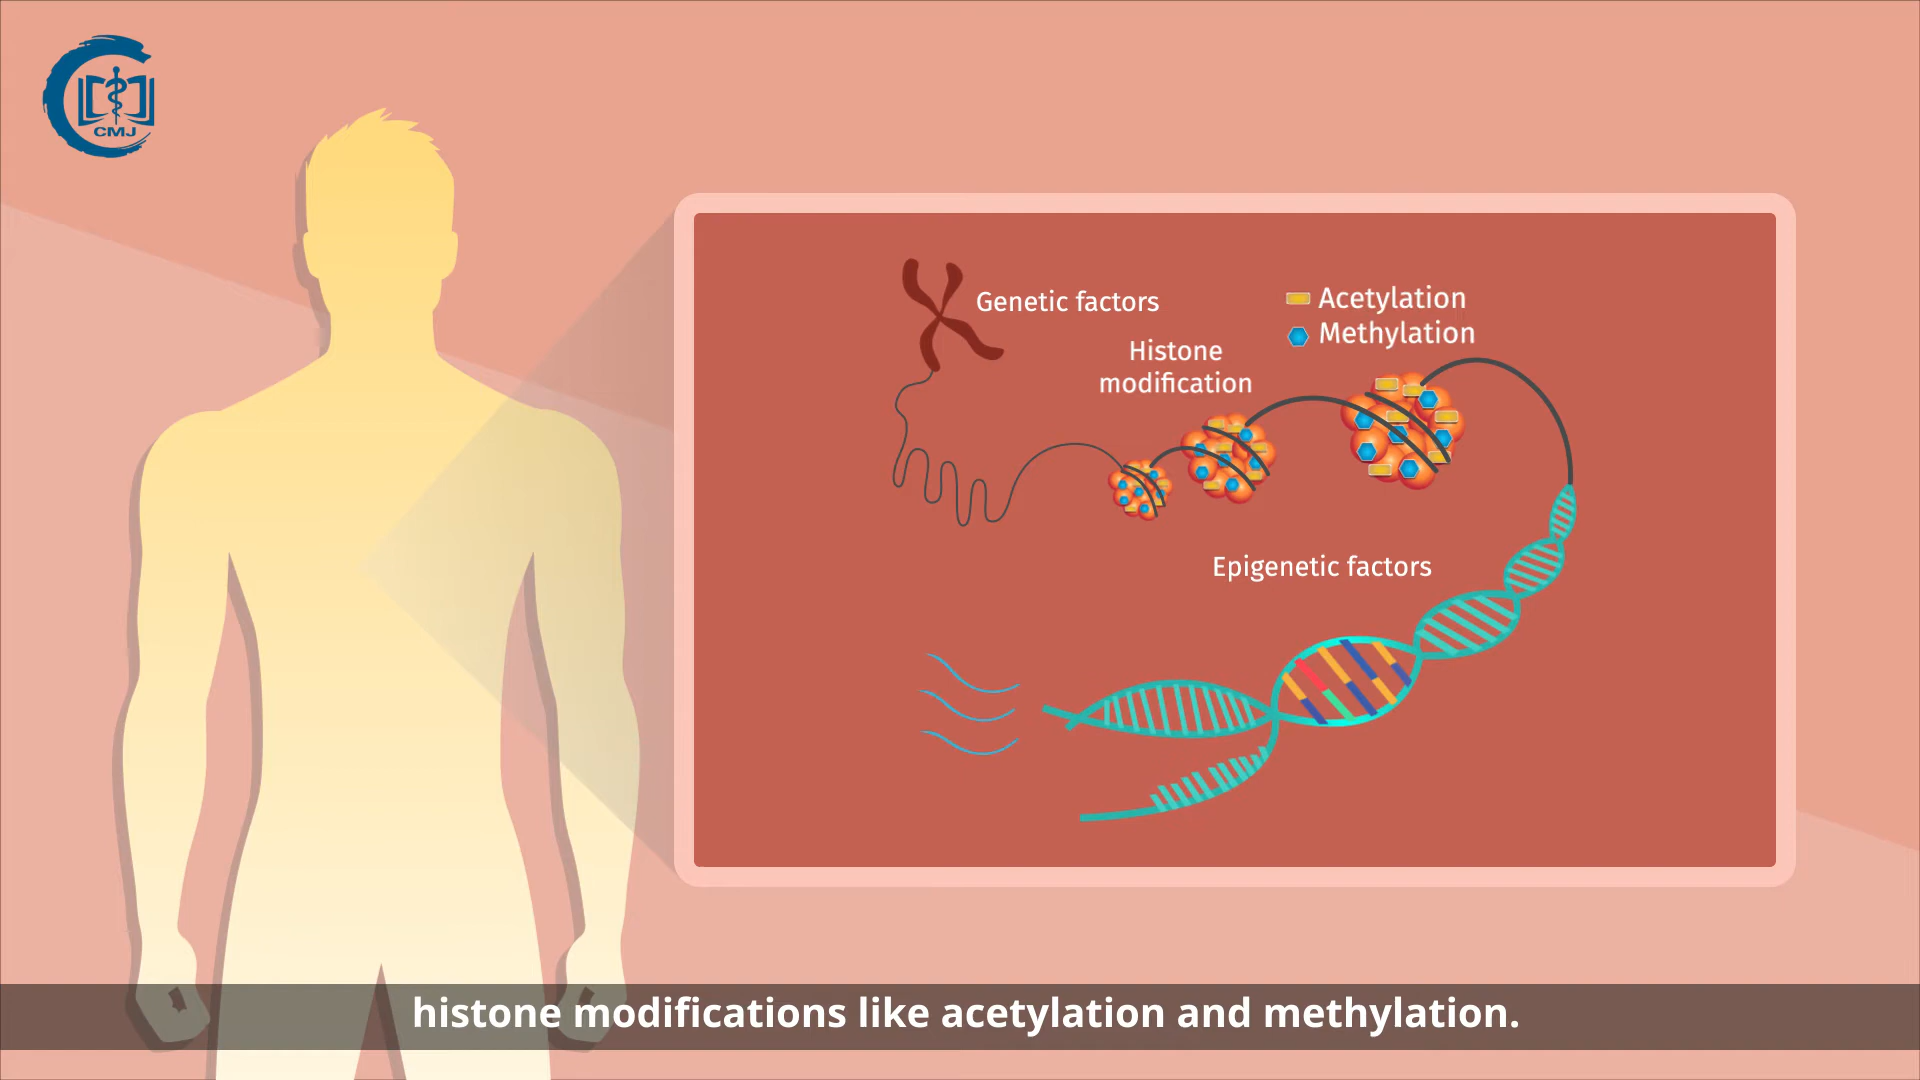 CMJ
Genetic factors
Acetylation
Methylation
Histone
modification
Epigenetic factors
histone modifications like acetylation and methylation.